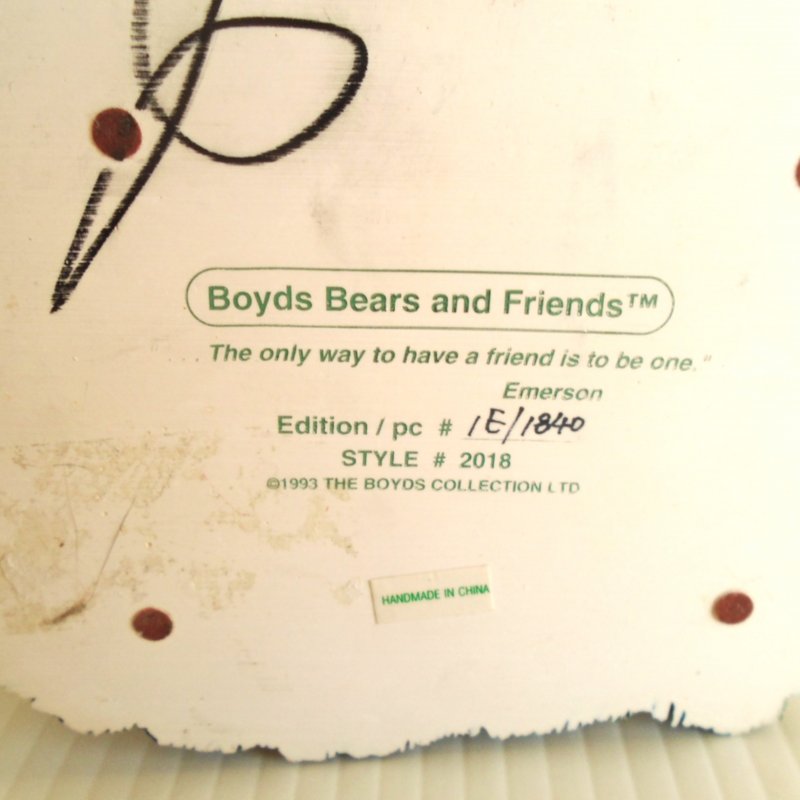 Boyds Bears and Friends™
The only way to have a friend is to be one."
Emerson
Edition / pc # 1E/1840
STYLE # 2018
©1993 THE BOYDS COLLECTION LTD
HANDMADE IN CHINA